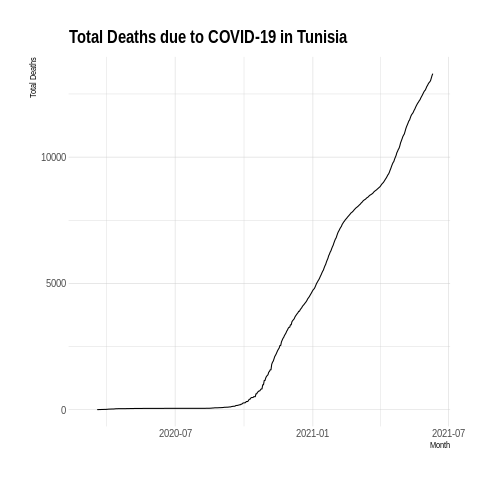 Total Deaths due to COVID-19 in Tunisia
Total Deaths
10000
5000
0
2020-07
2021-01
2021-07
Month